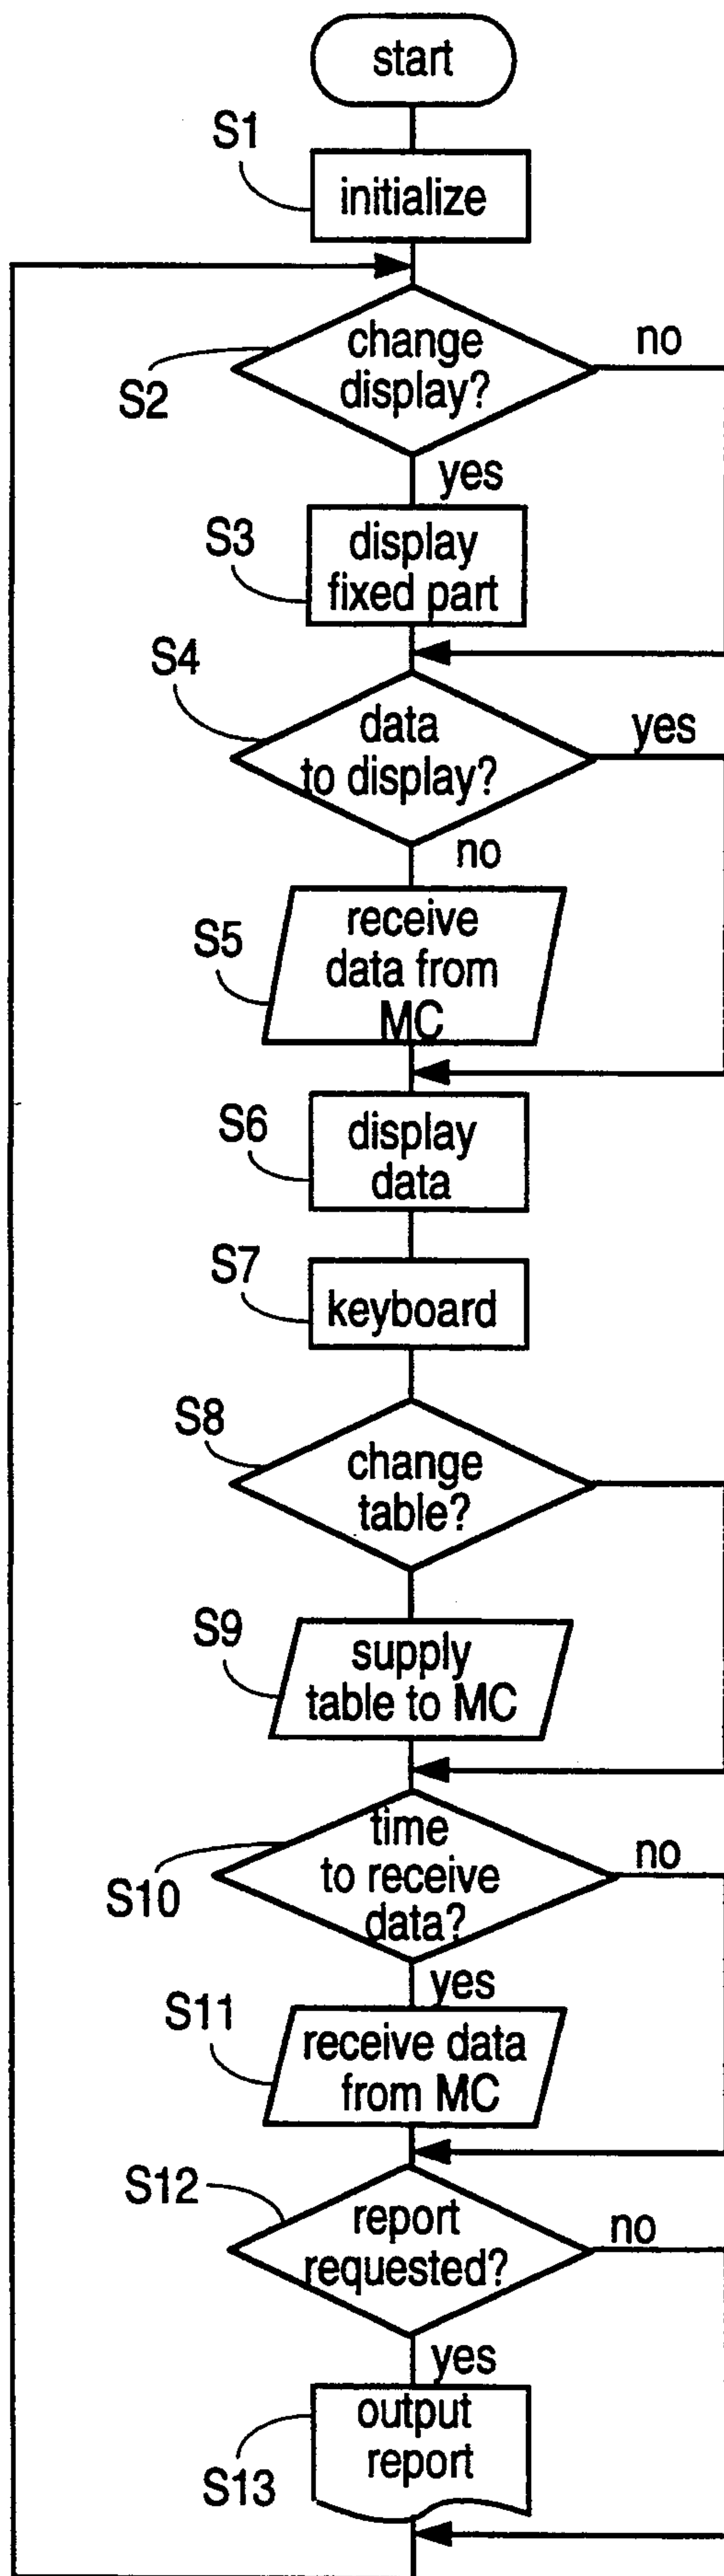 start
S1
initialize
change
display?
no
S2
yes
S3
display
fixed part
S4
data
to display?
yes
no
S5
receive
data from
MC
S6
display
data
S7
keyboard
S8
change
table?
S9
supply
table to MC
time
to receive
data?
no
S10
yes
S11
receive data
from MC
S12
report
requested?
no
yes
output
report
S13